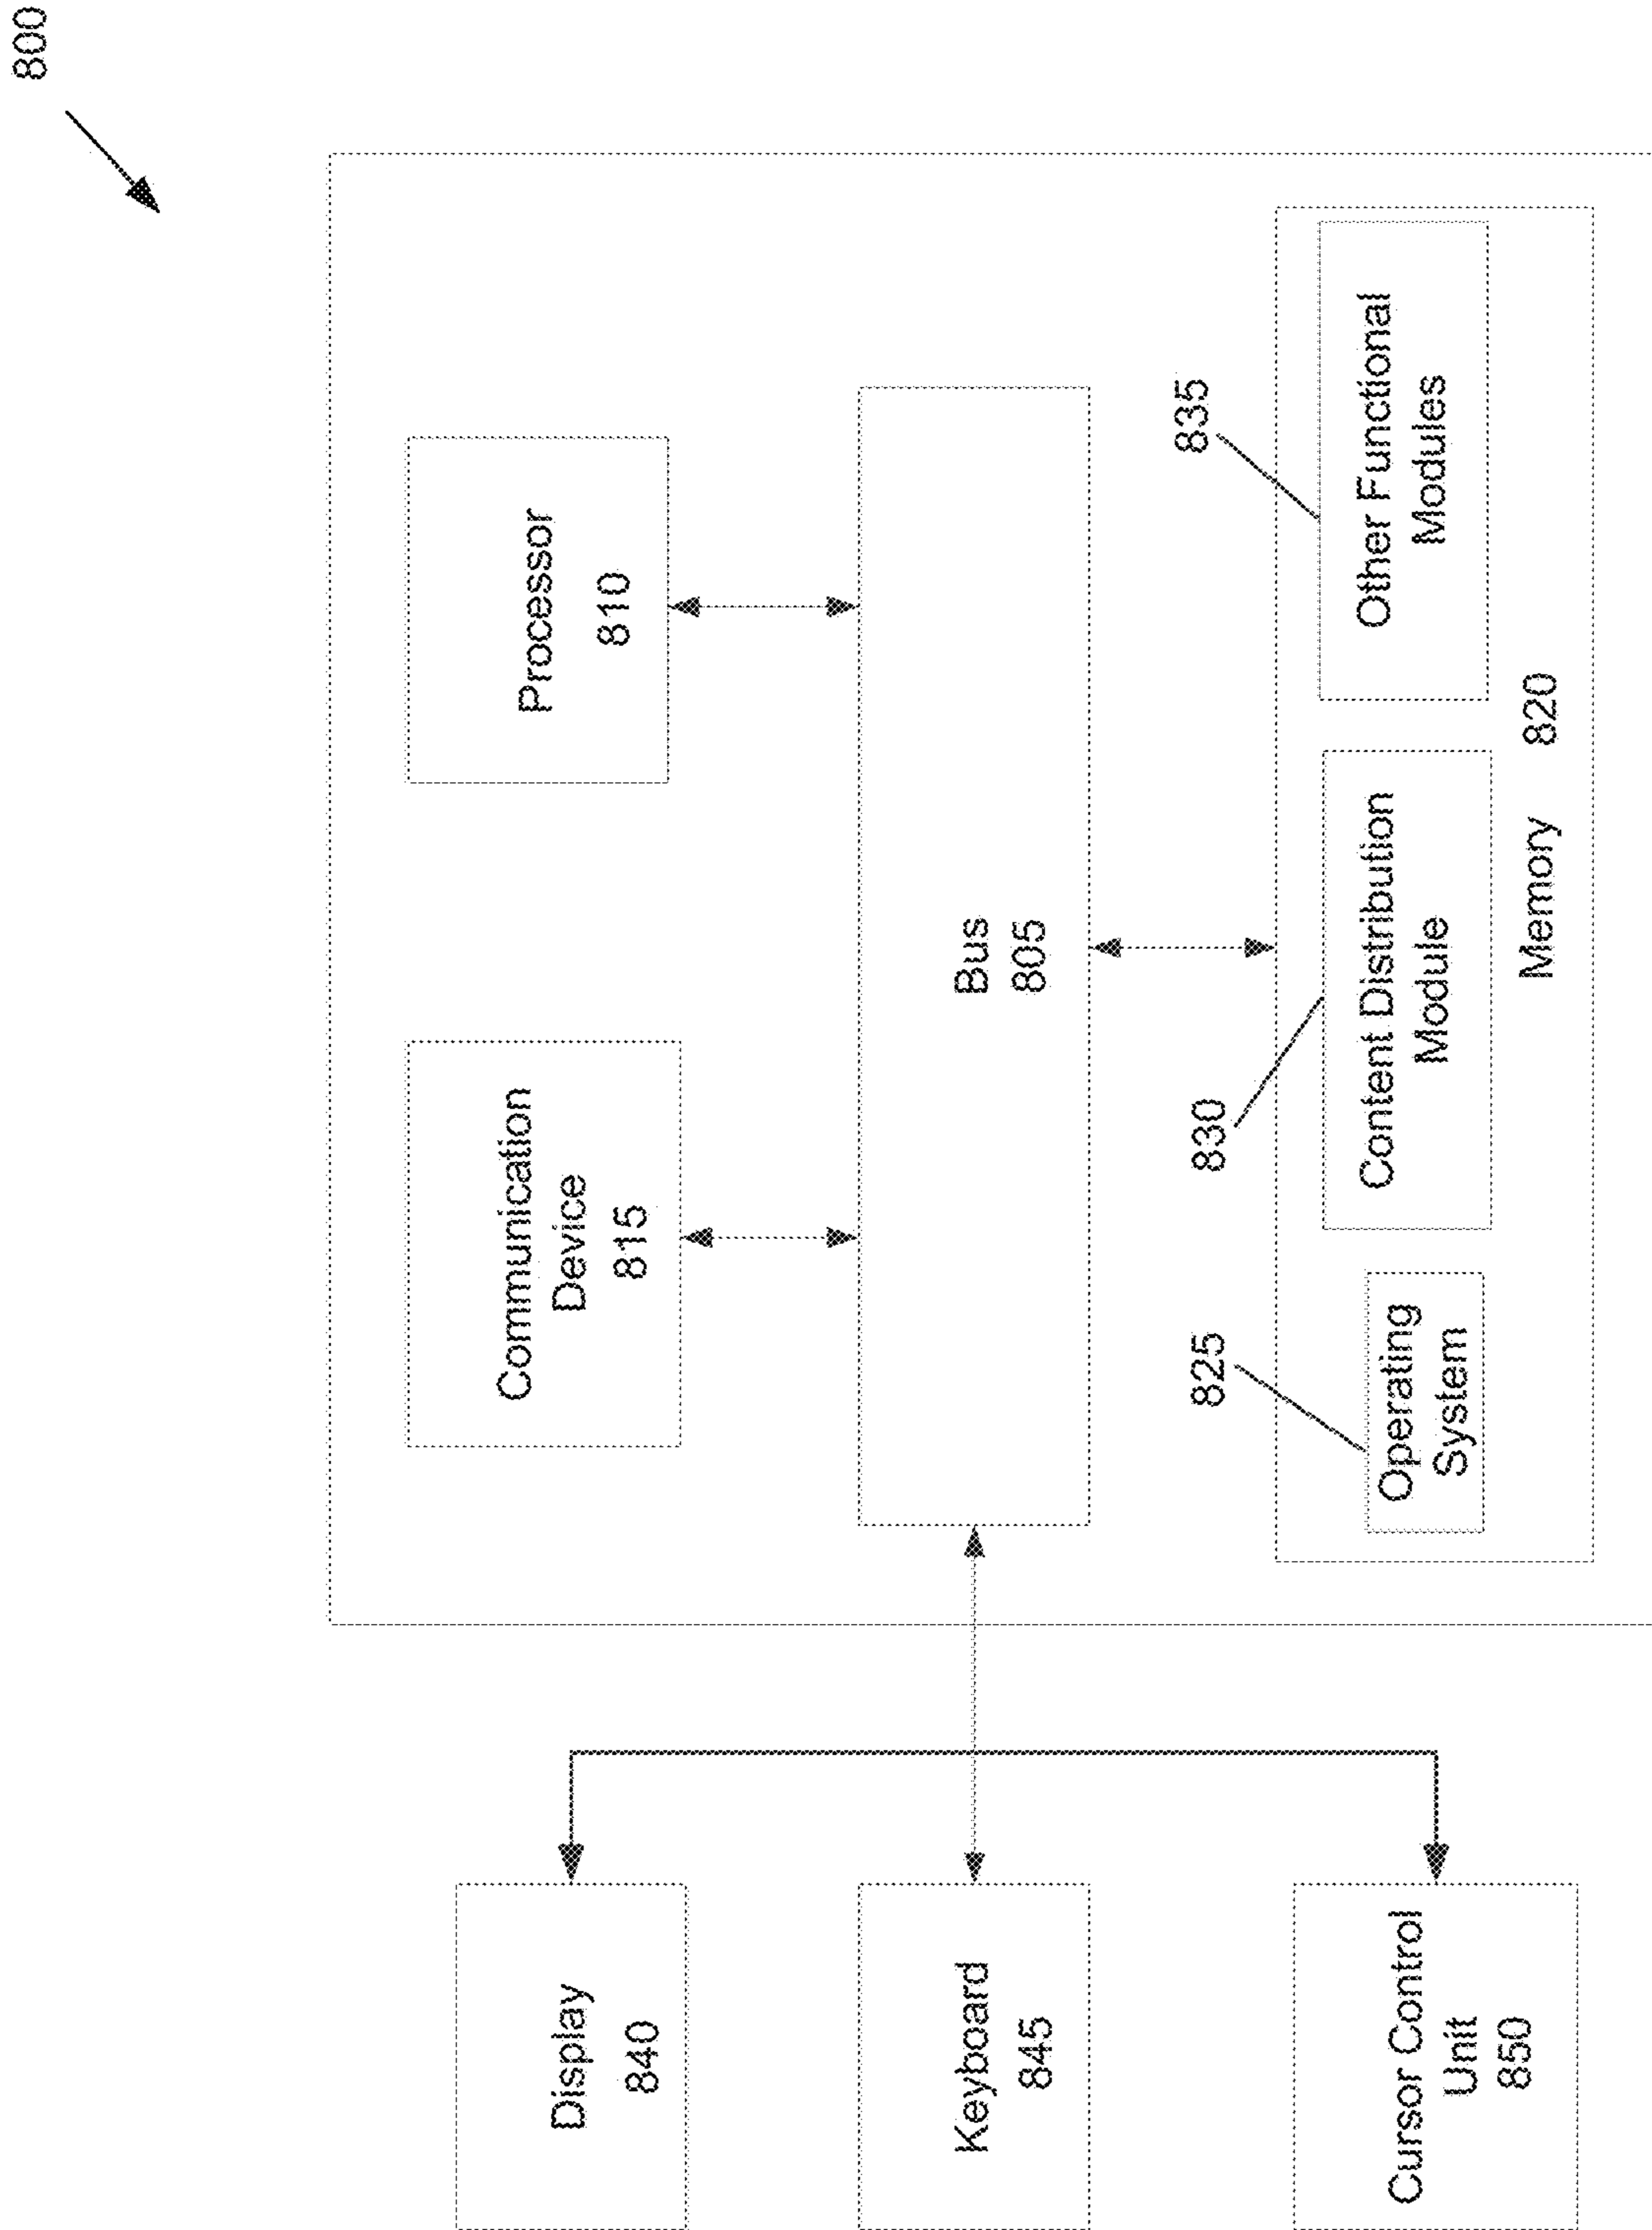 800
Display
840
Keyboard
845
Cursor Control
Unit
850
Communication
Device
815
Processor
810
Bus
805
825
830
835
Operating
System
Content Distribution
Module
Other Functional
Modules
Memory 820